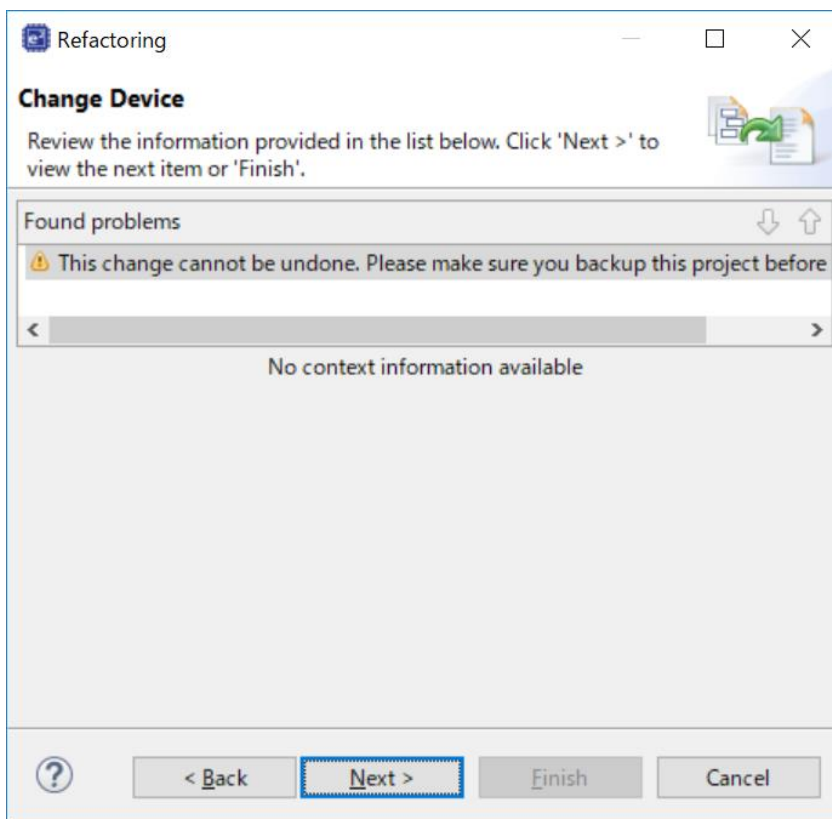 Refactoring
Change Device
Review the information provided in the list below. Click 'Next >' to
view the next item or 'Finish'.
Found problems
This change cannot be undone. Please make sure you backup this project before
No context information available
?
< Back
Next >
Finish
Cancel